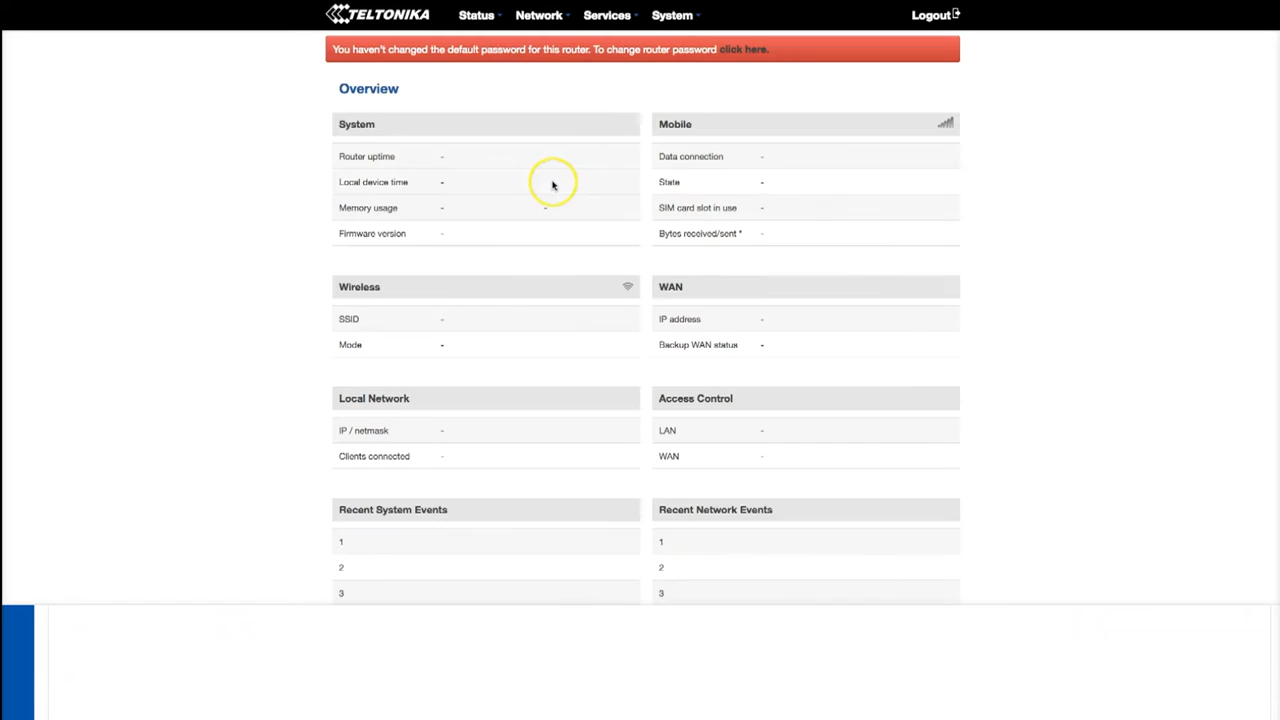 TELTONIKA Status Network Services System Logout
You haven't changed the default password for this router. To change router password click here.
Overview
System
Router uptime -
Local device time -
Memory usage - -
Firmware version -
Mobile
Data connection -
State -
SIM card slot in use -
Bytes received/sent * -
Wireless
SSID -
Mode -
WAN
IP address -
Backup WAN status -
Local Network
IP / netmask -
Clients connected -
Access Control
LAN -
WAN -
Recent System Events
1
2
3
Recent Network Events
1
2
3